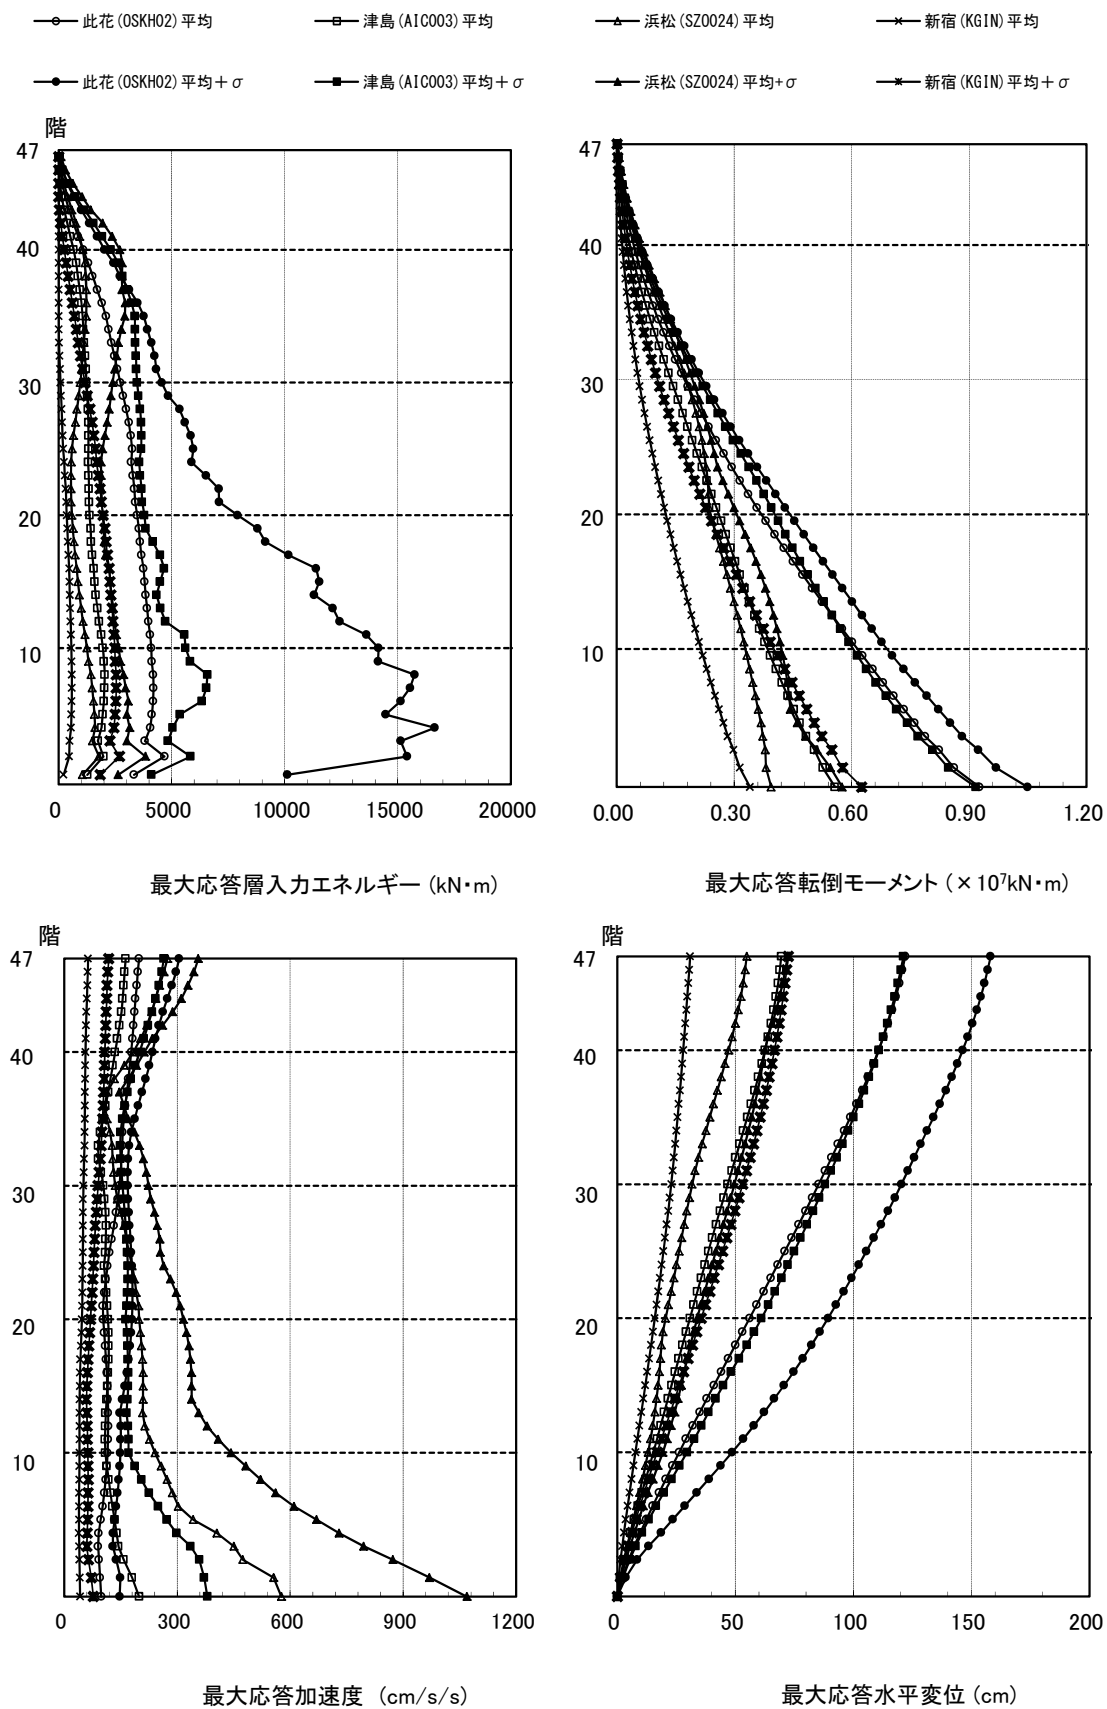 此花(OSKH02)平均 津島(AIC003)平均 浜松(SZO024)平均 新宿(KGIN)平均
此花(OSKH02)平均＋σ 津島(AIC003)平均＋σ 浜松(SZO024)平均+σ 新宿(KGIN)平均＋σ
階
47
40
30
20
10
0 5000 10000 15000 20000
最大応答層入力エネルギー (kN・m)
47
40
30
20
10
0.00 0.30 0.60 0.90 1.20
最大応答転倒モーメント (×10⁷kN・m)
階
47
40
30
20
10
0 300 600 900 1200
最大応答加速度 (cm/s/s)
階
47
40
30
20
10
0 50 100 150 200
最大応答水平変位 (cm)